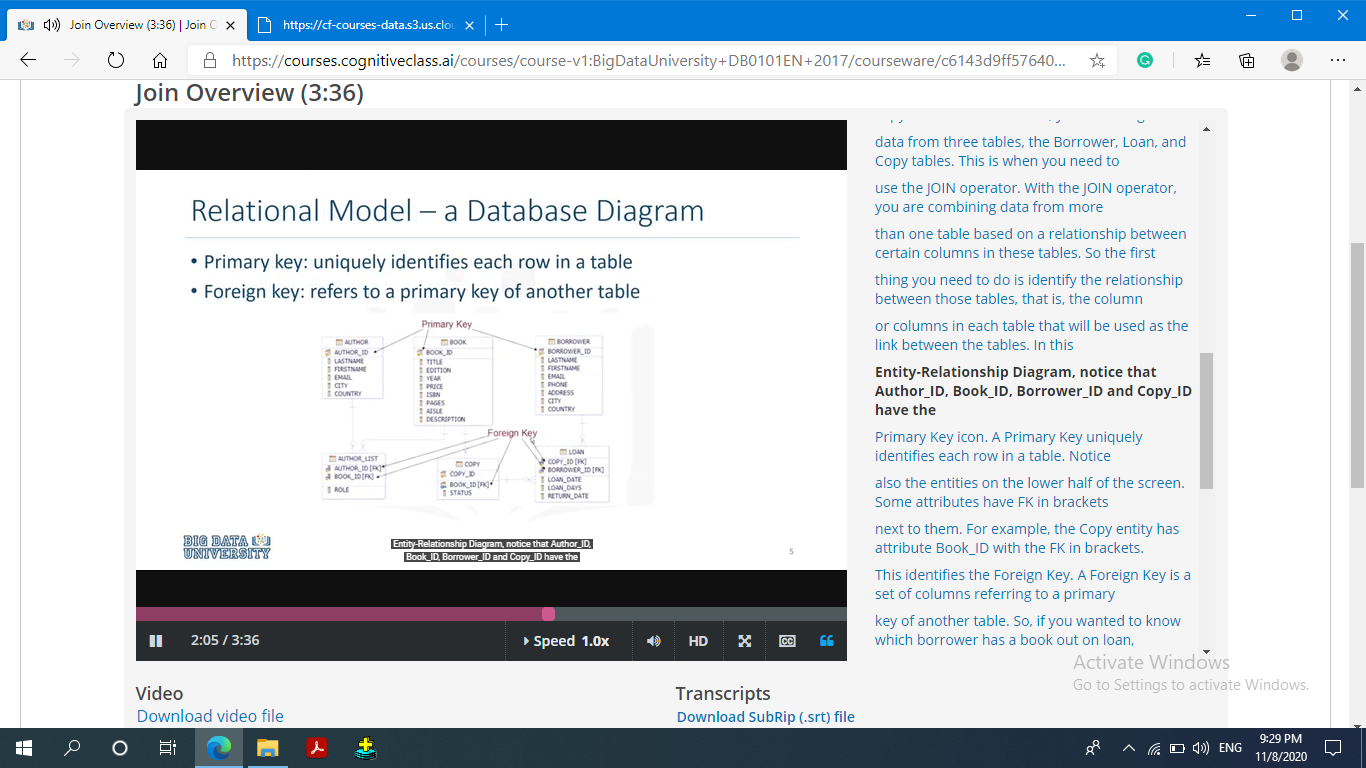 Join Overview (3:36) | Join C
https://cf-courses-data.s3.us.clou
https://courses.cognitiveclass.ai/courses/course-v1:BigDataUniversity+DB0101EN+2017/courseware/c6143d9ff57640...
Join Overview (3:36)
Relational Model – a Database Diagram
• Primary key: uniquely identifies each row in a table
• Foreign key: refers to a primary key of another table
Primary Key
AUTHOR
AUTHOR_ID
LASTNAME
FIRSTNAME
EMAIL
CITY
COUNTRY
BOOK
BOOK_ID
TITLE
EDITION
YEAR
PRICE
ISBN
PAGES
AISLE
DESCRIPTION
BORROWER
BORROWER_ID
LASTNAME
FIRSTNAME
EMAIL
PHONE
ADDRESS
CITY
COUNTRY
Foreign Key
AUTHOR_LIST
AUTHOR_ID [FK]
BOOK_ID [FK]
ROLE
COPY
COPY_ID
BOOK_ID [FK]
STATUS
LOAN
COPY_ID [FK]
BORROWER_ID [FK]
LOAN_DATE
LOAN_DAYS
RETURN_DATE
BIG DATA
UNIVERSITY
Entity-Relationship Diagram, notice that Author_ID,
Book_ID, Borrower_ID and Copy_ID have the
5
2:05 / 3:36
Speed 1.0x
HD
CC
data from three tables, the Borrower, Loan, and
Copy tables. This is when you need to
use the JOIN operator. With the JOIN operator,
you are combining data from more
than one table based on a relationship between
certain columns in these tables. So the first
thing you need to do is identify the relationship
between those tables, that is, the column
or columns in each table that will be used as the
link between the tables. In this
Entity-Relationship Diagram, notice that
Author_ID, Book_ID, Borrower_ID and Copy_ID
have the
Primary Key icon. A Primary Key uniquely
identifies each row in a table. Notice
also the entities on the lower half of the screen.
Some attributes have FK in brackets
next to them. For example, the Copy entity has
attribute Book_ID with the FK in brackets.
This identifies the Foreign Key. A Foreign Key is a
set of columns referring to a primary
key of another table. So, if you wanted to know
which borrower has a book out on loan,
Activate Windows
Go to Settings to activate Windows.
Video
Download video file
Transcripts
Download SubRip (.srt) file
ENG
9:29 PM
11/8/2020